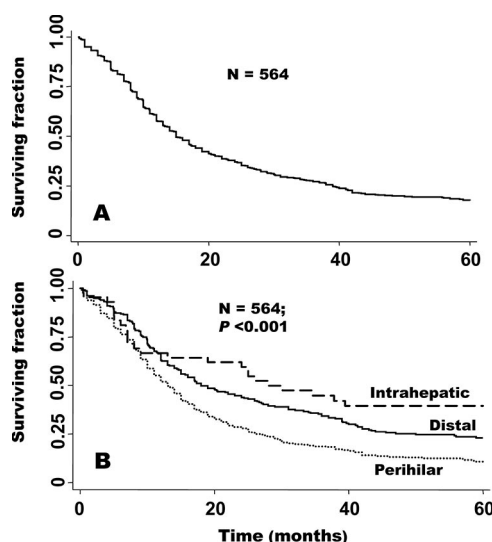 Surviving fraction
1.00
0.75
0.50
0.25
0
N = 564
A
0 20 40 60
Surviving fraction
1.00
0.75
0.50
0.25
0
N = 564;
P <0.001
Intrahepatic
Distal
Perihilar
B
0 20 40 60
Time (months)